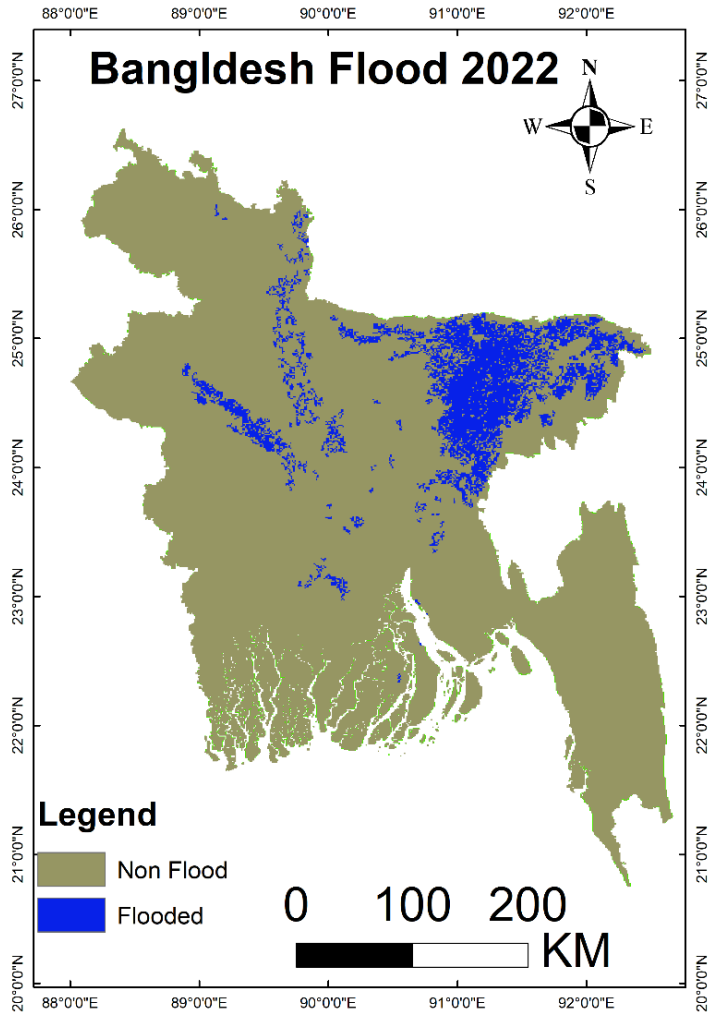 88°0'0"E 89°0'0"E 90°0'0"E 91°0'0"E 92°0'0"E
Bangldesh Flood 2022
N
W E
S
27°0'0"N 27°0'0"N
26°0'0"N 26°0'0"N
25°0'0"N 25°0'0"N
24°0'0"N 24°0'0"N
23°0'0"N 23°0'0"N
22°0'0"N 22°0'0"N
21°0'0"N 21°0'0"N
20°0'0"N 20°0'0"N
Legend
Non Flood
Flooded
0 100 200
KM
88°0'0"E 89°0'0"E 90°0'0"E 91°0'0"E 92°0'0"E